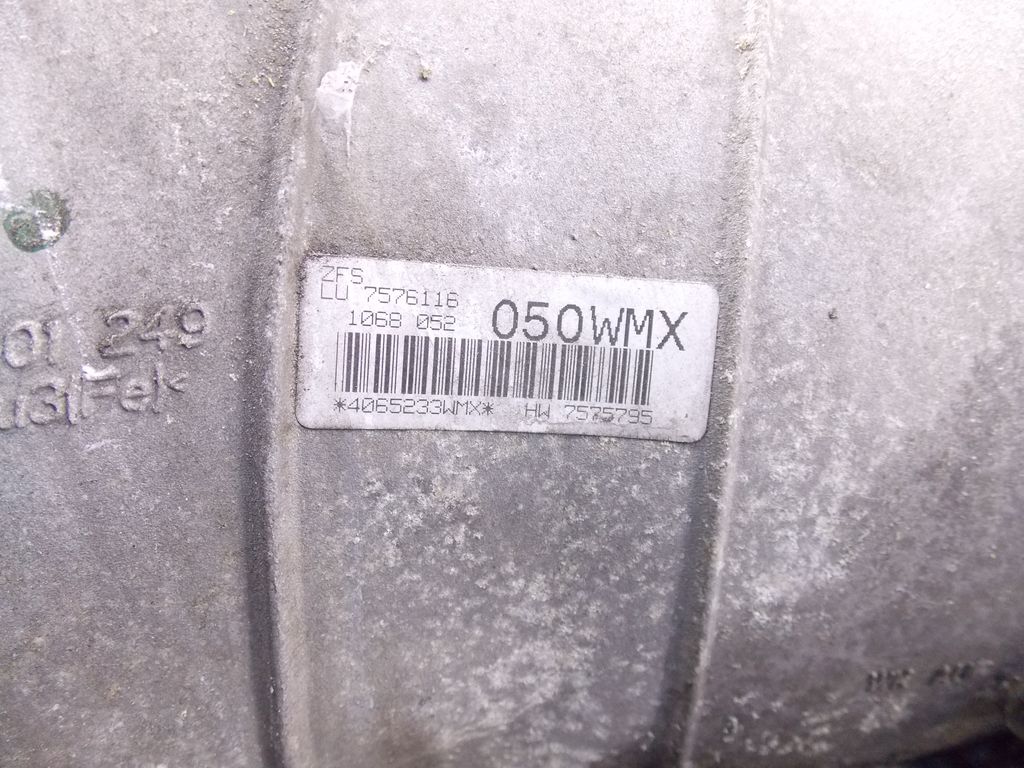 ZFS
LU 7576116
1068 052 050WMX
*4065233WMX* HW 7575795
01 249